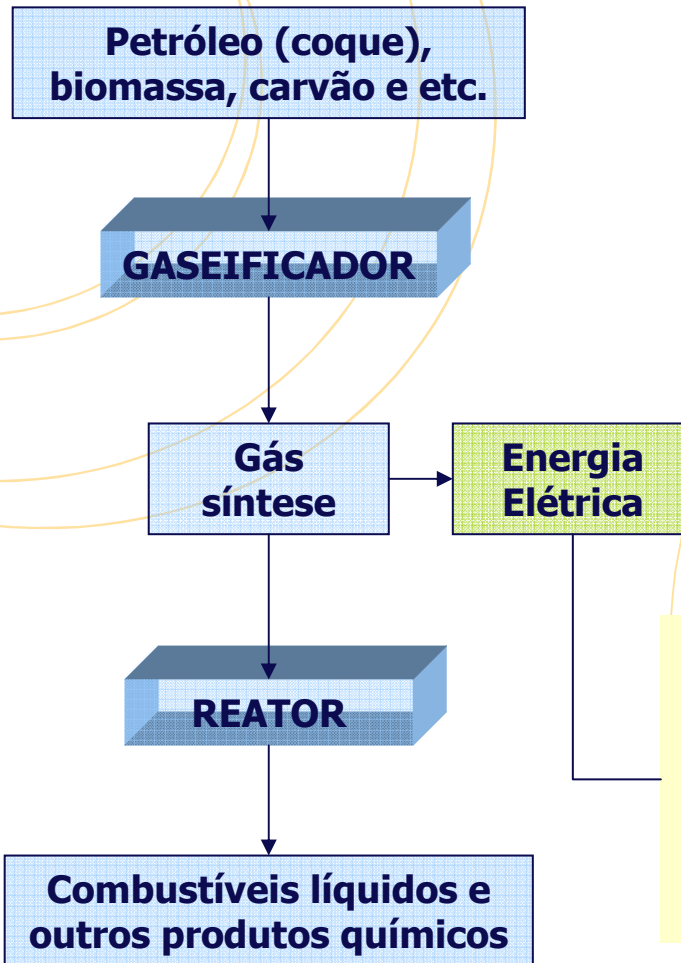 Petróleo (coque),
biomassa, carvão e etc.
GASEIFICADOR
Gás
síntese
Energia
Elétrica
REATOR
Combustíveis líquidos e
outros produtos químicos